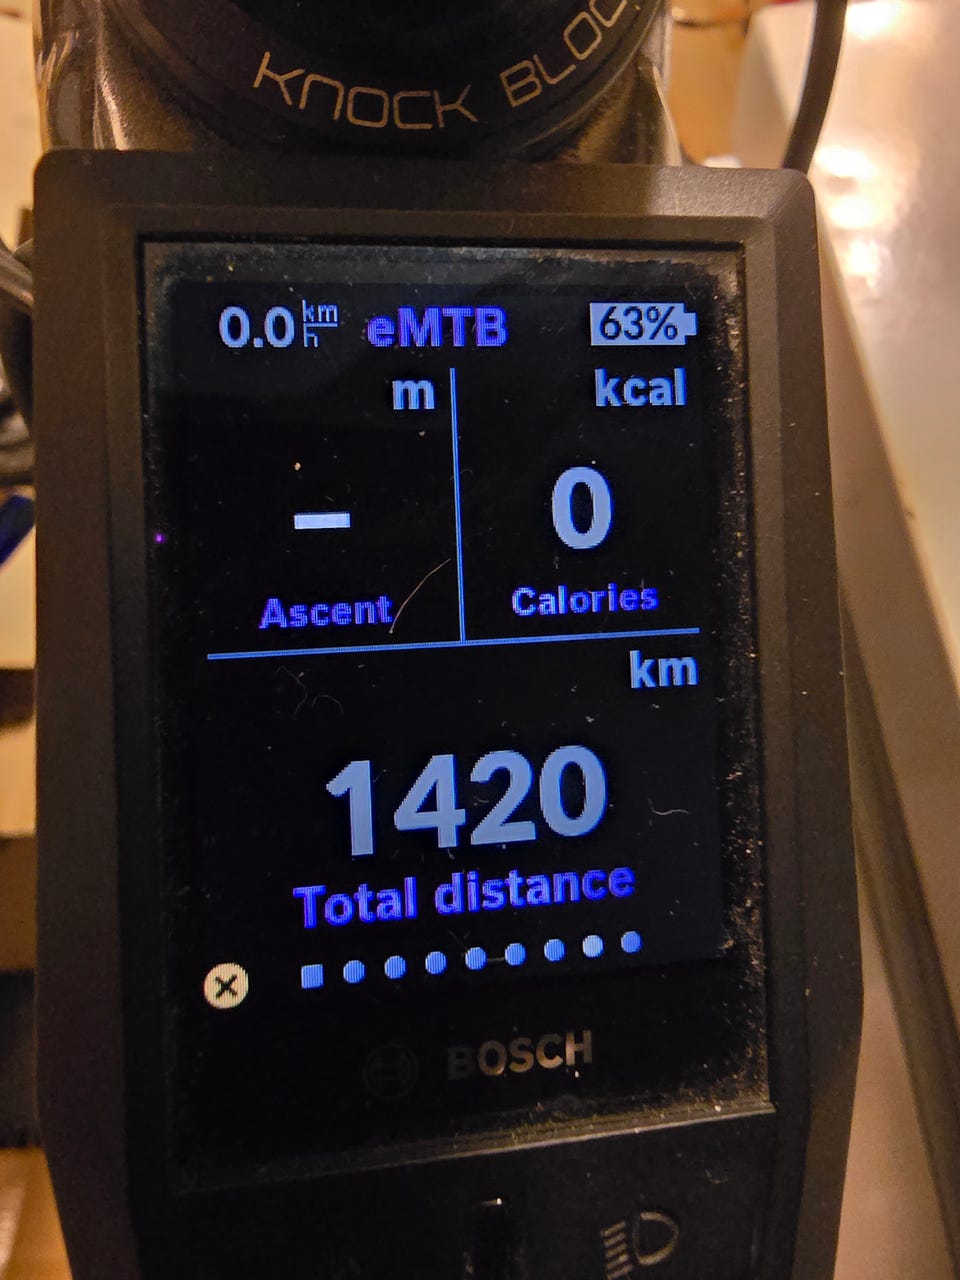 KNOCK BLOC
0.0 km/h eMTB 63%
m
kcal
–
0
Ascent
Calories
km
1420
Total distance
BOSCH